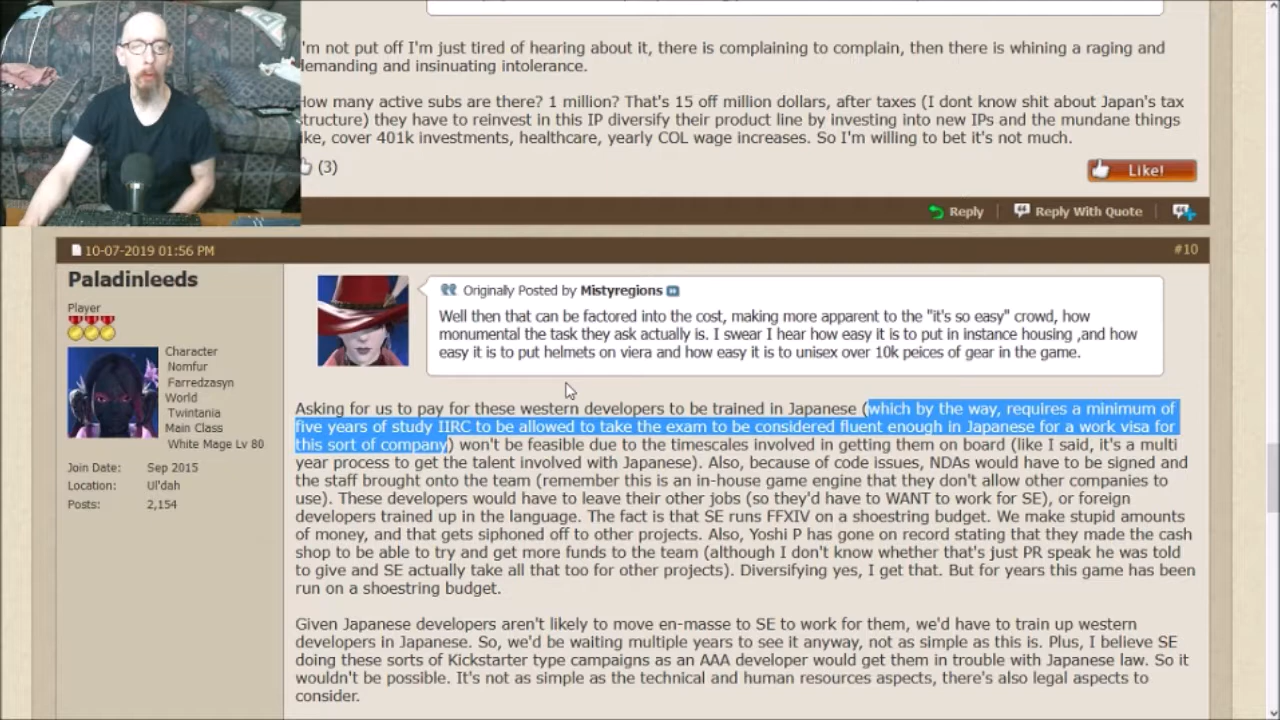 I'm not put off I'm just tired of hearing about it, there is complaining to complain, then there is whining a raging and
demanding and insinuating intolerance.
How many active subs are there? 1 million? That's 15 off million dollars, after taxes (I dont know shit about Japan's tax
structure) they have to reinvest in this IP diversify their product line by investing into new IPs and the mundane things
like, cover 401k investments, healthcare, yearly COL wage increases. So I'm willing to bet it's not much.
(3)
Like!
Reply
Reply With Quote
10-07-2019 01:56 PM
#10
Paladinleeds
Player
Character
Nomfur
Farredzasyn
World
Twintania
Main Class
White Mage Lv 80
Join Date: Sep 2015
Location: Ul'dah
Posts: 2,154
Originally Posted by Mistyregions
Well then that can be factored into the cost, making more apparent to the "it's so easy" crowd, how
monumental the task they ask actually is. I swear I hear how easy it is to put in instance housing ,and how
easy it is to put helmets on viera and how easy it is to unisex over 10k peices of gear in the game.
Asking for us to pay for these western developers to be trained in Japanese (which by the way, requires a minimum of
five years of study IIRC to be allowed to take the exam to be considered fluent enough in Japanese for a work visa for
this sort of company) won't be feasible due to the timescales involved in getting them on board (like I said, it's a multi
year process to get the talent involved with Japanese). Also, because of code issues, NDAs would have to be signed and
the staff brought onto the team (remember this is an in-house game engine that they don't allow other companies to
use). These developers would have to leave their other jobs (so they'd have to WANT to work for SE), or foreign
developers trained up in the language. The fact is that SE runs FFXIV on a shoestring budget. We make stupid amounts
of money, and that gets siphoned off to other projects. Also, Yoshi P has gone on record stating that they made the cash
shop to be able to try and get more funds to the team (although I don't know whether that's just PR speak he was told
to give and SE actually take all that too for other projects). Diversifying yes, I get that. But for years this game has been
run on a shoestring budget.
Given Japanese developers aren't likely to move en-masse to SE to work for them, we'd have to train up western
developers in Japanese. So, we'd be waiting multiple years to see it anyway, not as simple as this is. Plus, I believe SE
doing these sorts of Kickstarter type campaigns as an AAA developer would get them in trouble with Japanese law. So it
wouldn't be possible. It's not as simple as the technical and human resources aspects, there's also legal aspects to
consider.